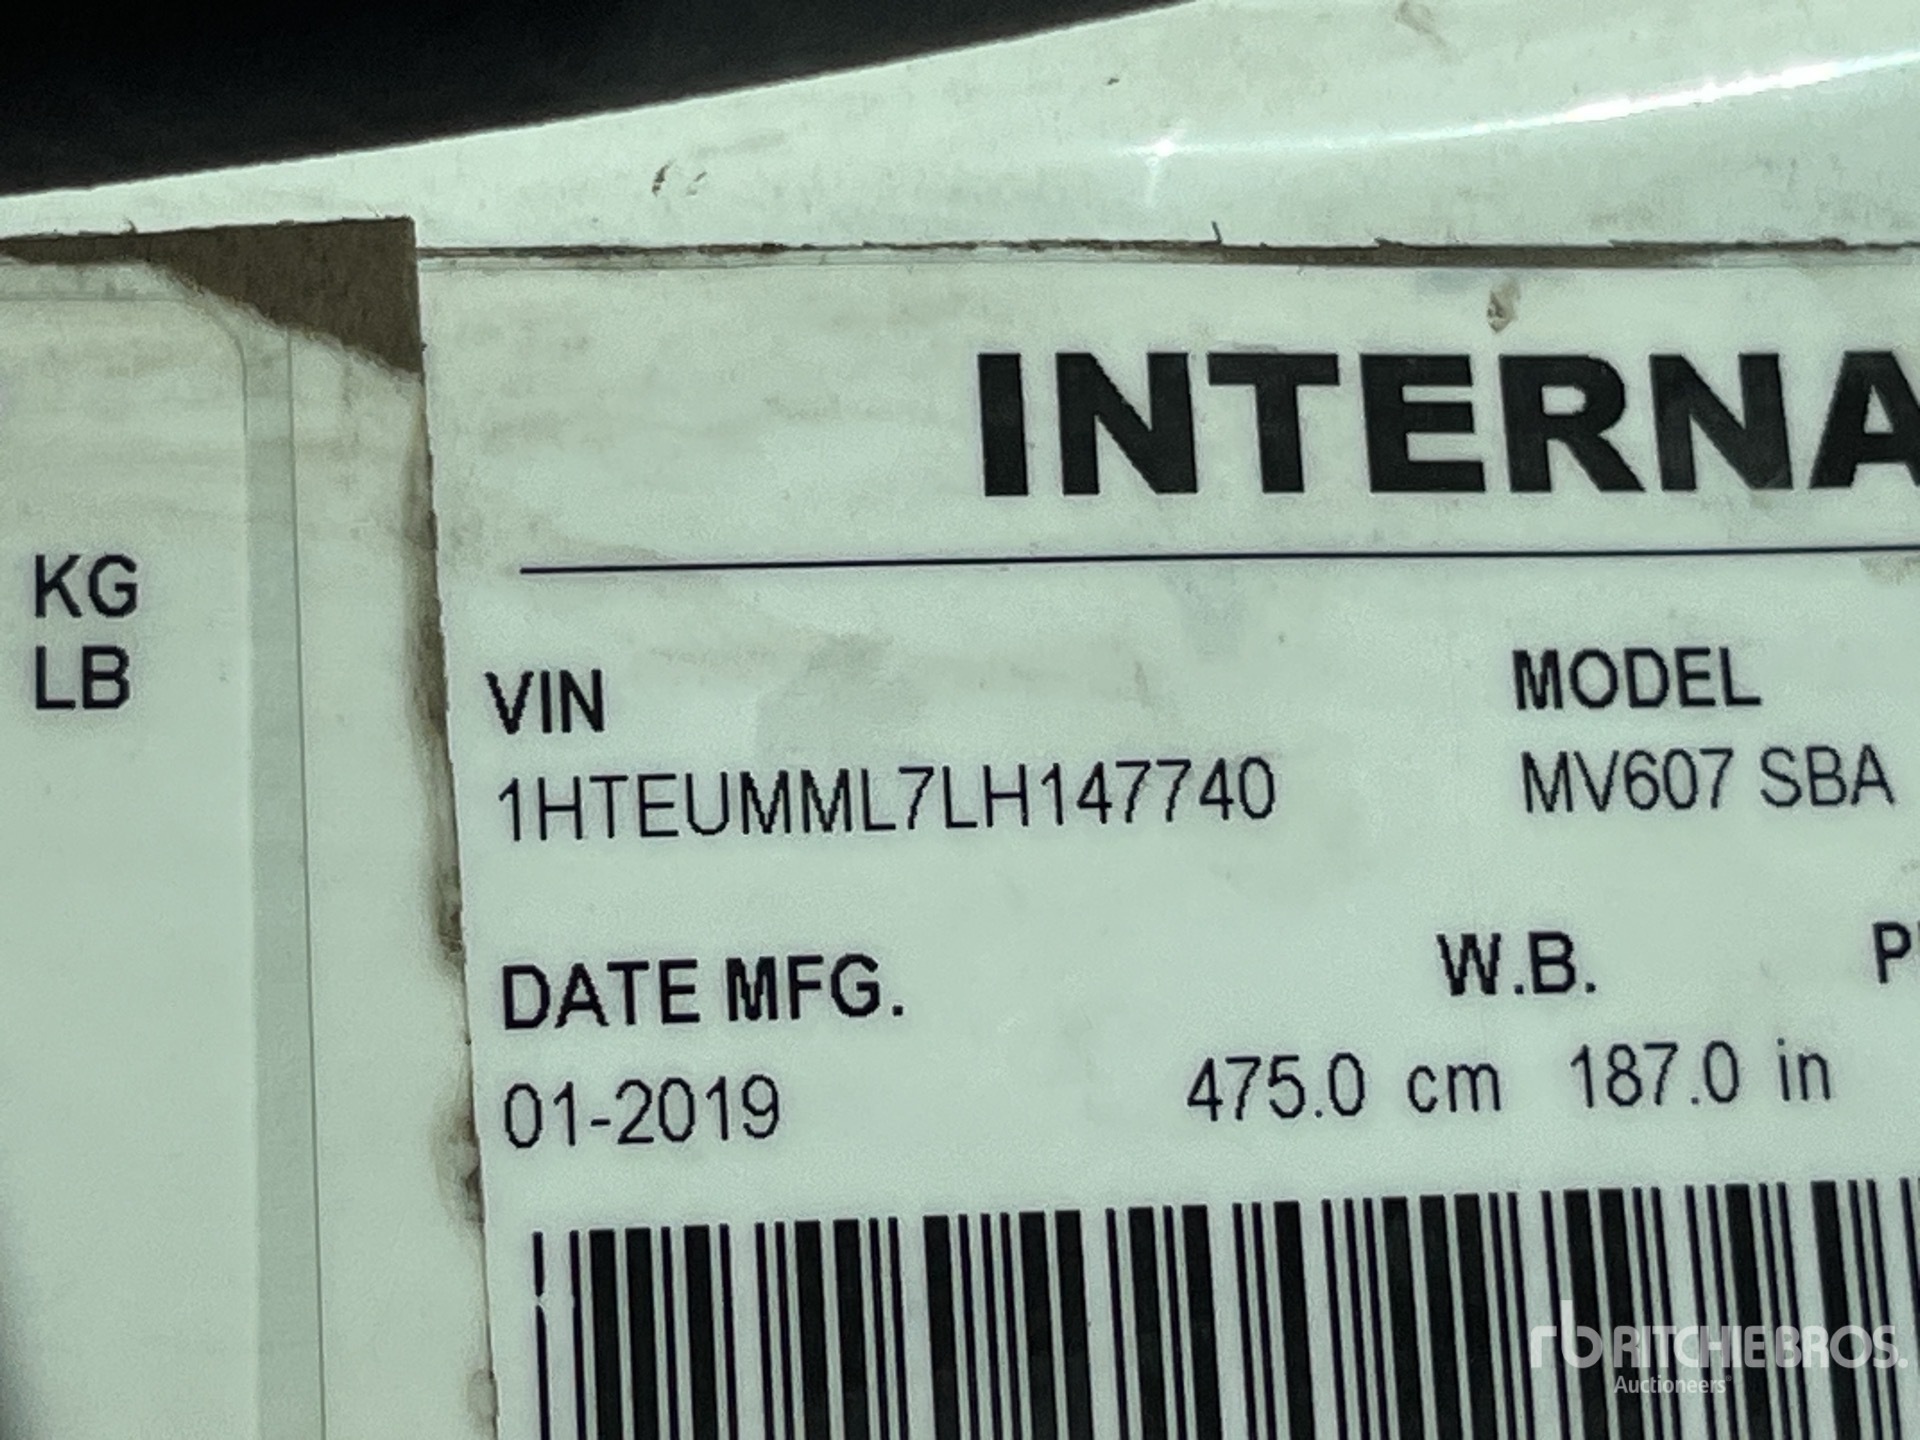 INTERNA
KG
LB
VIN
MODEL
1HTEUMML7LH147740
MV607 SBA
DATE MFG.
W.B.
01-2019
475.0 cm 187.0 in
rb RITCHIE BROS.
Auctioneers